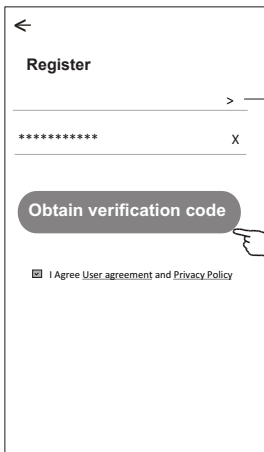 Register
>
*********** X
Obtain verification code
I Agree User agreement and Privacy Policy